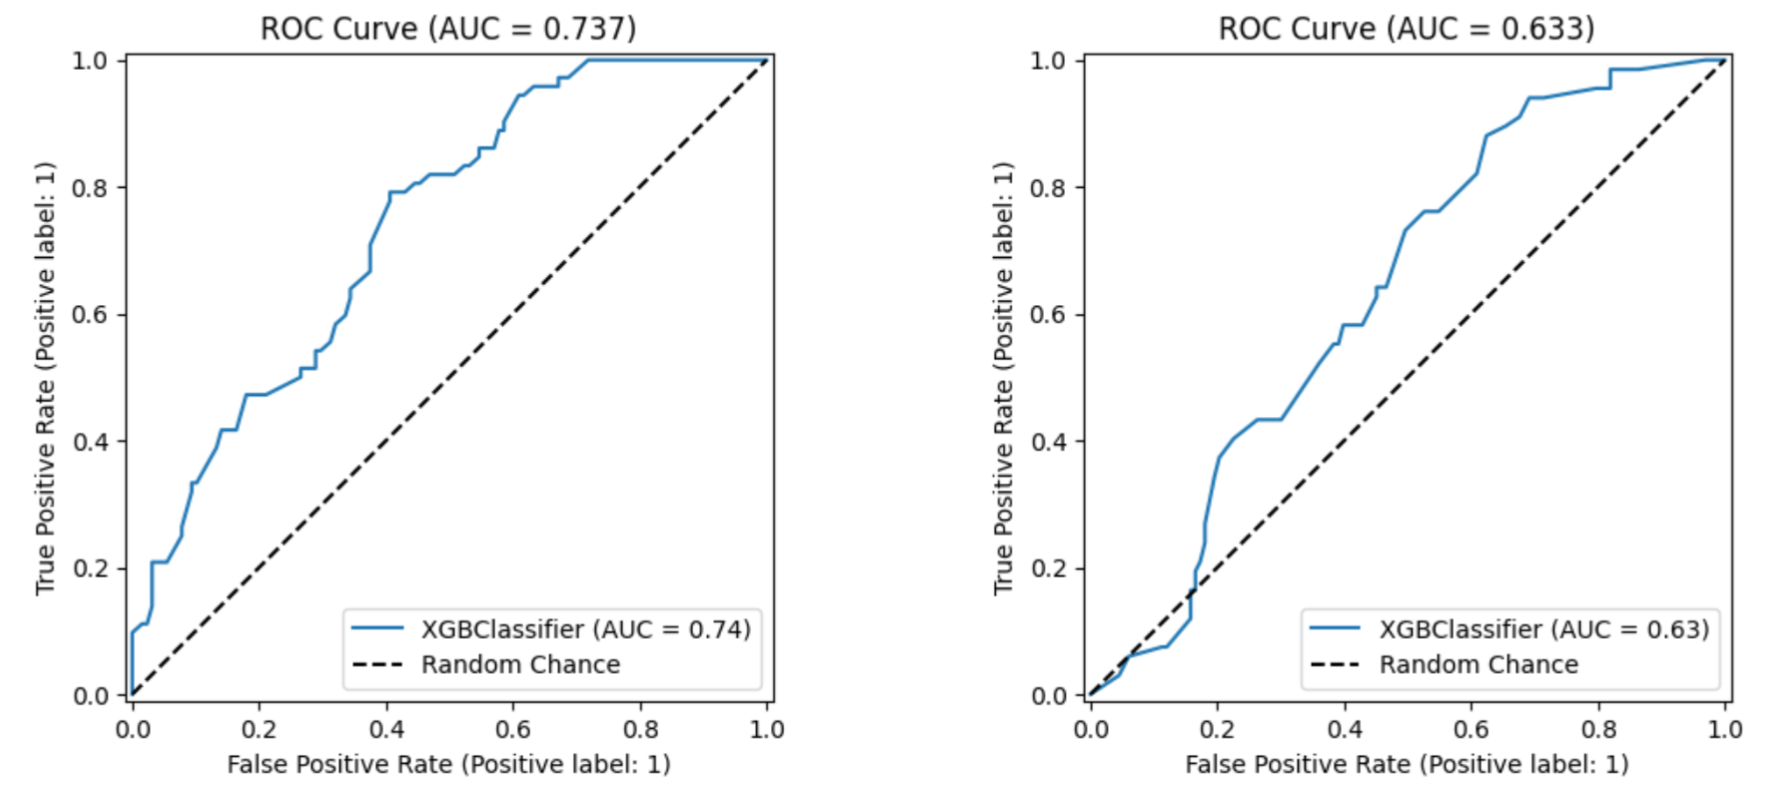 ROC Curve (AUC = 0.737)
True Positive Rate (Positive label: 1)
1.0
0.8
0.6
0.4
0.2
0.0
XGBClassifier (AUC = 0.74)
Random Chance
0.0 0.2 0.4 0.6 0.8 1.0
False Positive Rate (Positive label: 1)
ROC Curve (AUC = 0.633)
True Positive Rate (Positive label: 1)
1.0
0.8
0.6
0.4
0.2
0.0
XGBClassifier (AUC = 0.63)
Random Chance
0.0 0.2 0.4 0.6 0.8 1.0
False Positive Rate (Positive label: 1)